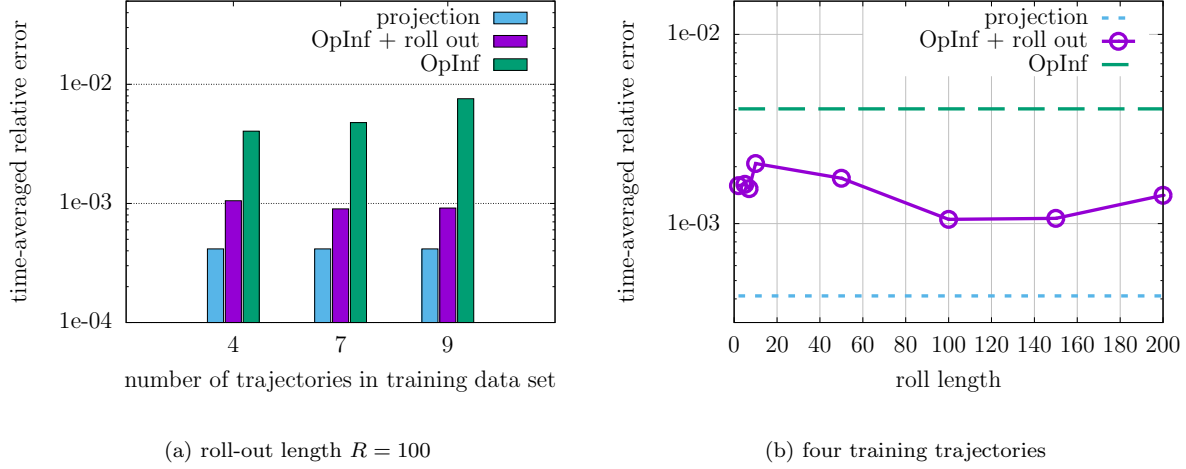 time-averaged relative error
projection
OpInf + roll out
OpInf
1e-02
1e-03
1e-04
4 7 9
number of trajectories in training data set
(a) roll-out length R = 100
time-averaged relative error
projection
OpInf + roll out
OpInf
1e-02
1e-03
0 20 40 60 80 100 120 140 160 180 200
roll length
(b) four training trajectories